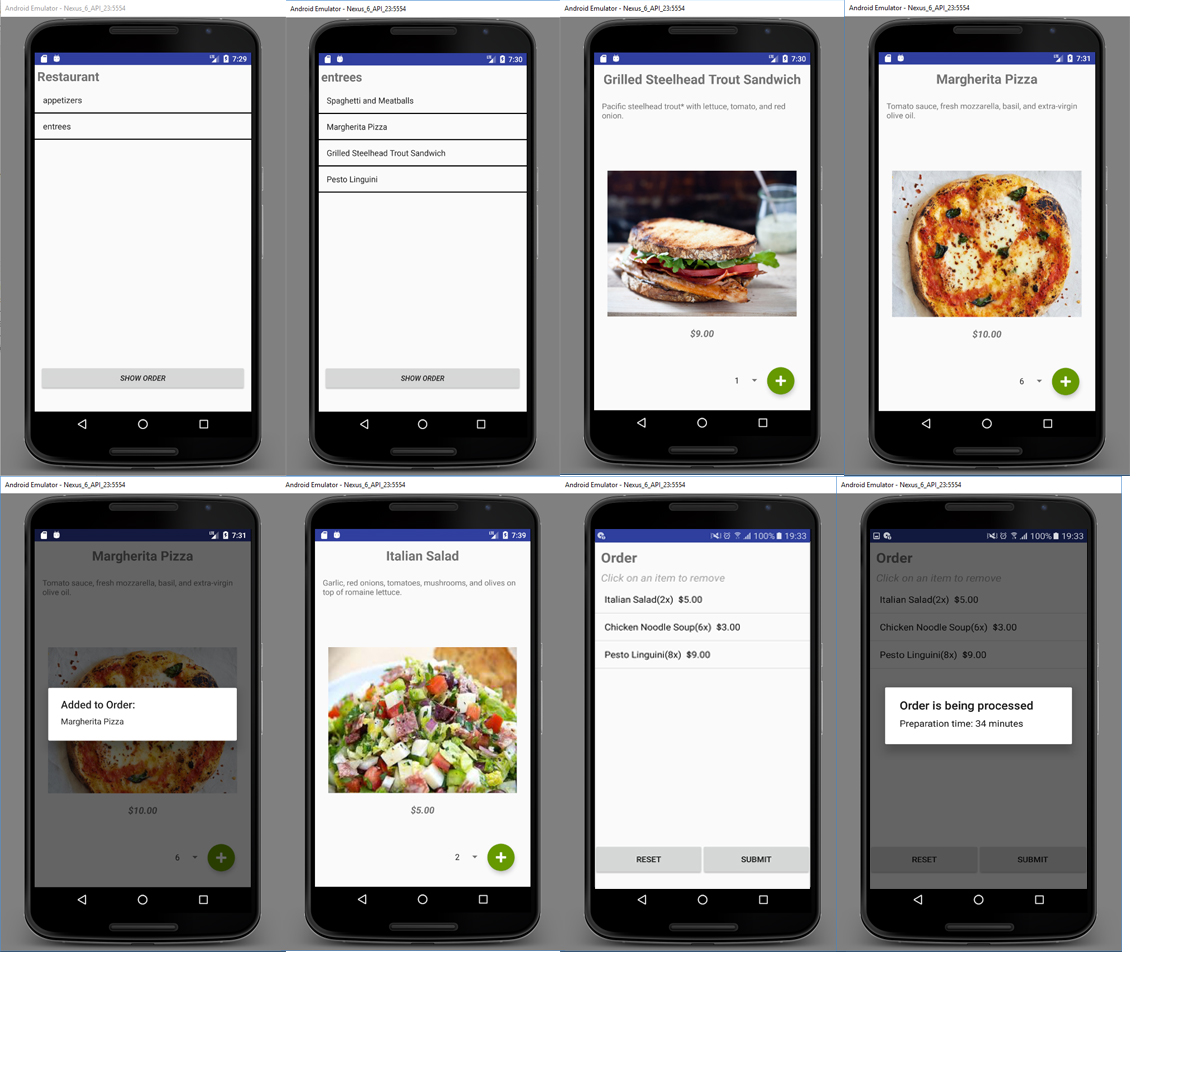 Android Emulator - Nexus_6_API_23:5554
7:29
Restaurant
appetizers
entrees
SHOW ORDER
Android Emulator - Nexus_6_API_23:5554
7:30
entrees
Spaghetti and Meatballs
Margherita Pizza
Grilled Steelhead Trout Sandwich
Pesto Linguini
SHOW ORDER
Android Emulator - Nexus_6_API_23:5554
7:30
Grilled Steelhead Trout Sandwich
Pacific steelhead trout* with lettuce, tomato, and red
onion.
$9.00
1
Android Emulator - Nexus_6_API_23:5554
7:31
Margherita Pizza
Tomato sauce, fresh mozzarella, basil, and extra-virgin
olive oil.
$10.00
6
Android Emulator - Nexus_6_API_23:5554
7:31
Margherita Pizza
Tomato sauce, fresh mozzarella, basil, and extra-virgin
olive oil.
Added to Order:
Margherita Pizza
$10.00
6
Android Emulator - Nexus_6_API_23:5554
7:39
Italian Salad
Garlic, red onions, tomatoes, mushrooms, and olives on
top of romaine lettuce.
$5.00
2
Android Emulator - Nexus_6_API_23:5554
100% 19:33
Order
Click on an item to remove
Italian Salad(2x) $5.00
Chicken Noodle Soup(6x) $3.00
Pesto Linguini(8x) $9.00
RESET SUBMIT
Android Emulator - Nexus_6_API_23:5554
100% 19:33
Order
Click on an item to remove
Italian Salad(2x) $5.00
Chicken Noodle Soup(6x) $3.00
Pesto Linguini(8x) $9.00
Order is being processed
Preparation time: 34 minutes
RESET SUBMIT